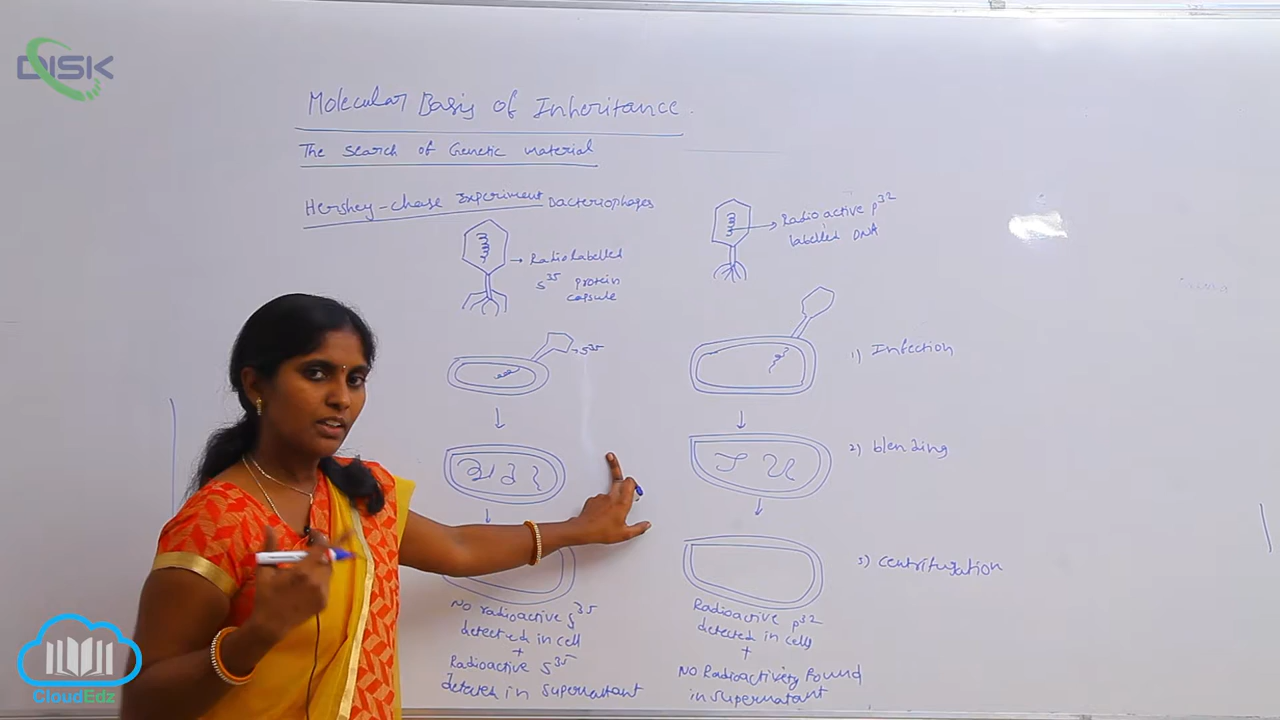 DISK
Molecular Basis of Inheritance.
The search of Genetic material
Hershey-chase Experiment Bacteriophages
Radiolabelled
S35 protein
capsule
Radioactive P32
labelled DNA
S35
1) Infection
2) blending
3) centrifugation
No radioactive S35
detected in cell
+
Radioactive S35
detected in supernatant
Radioactive P32
detected in cells
+
No Radioactivity found
in supernatant
CloudEdz